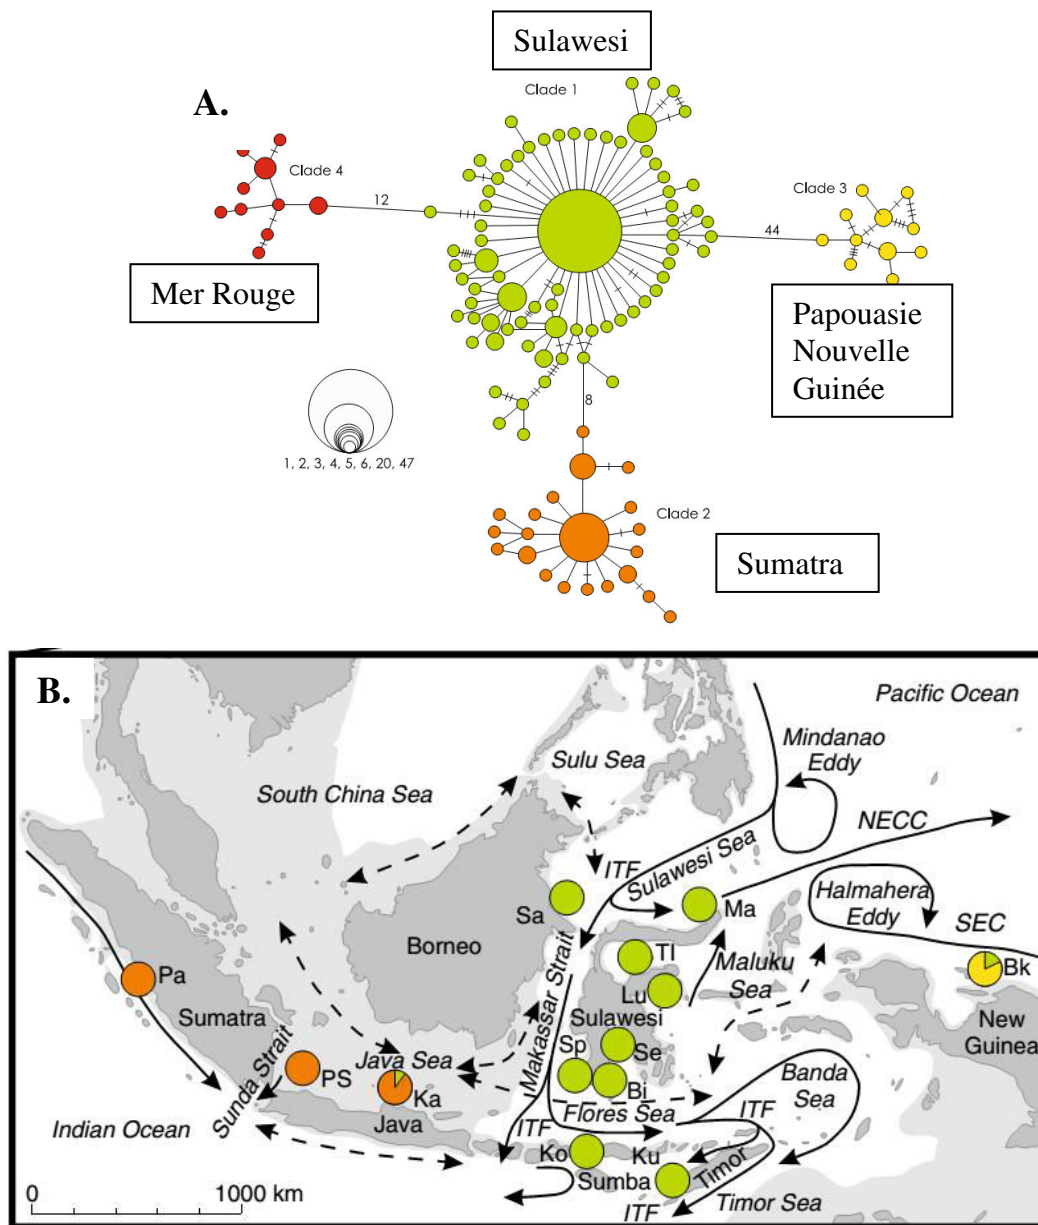 Sulawesi
Clade 1
A.
Clade 4
12
Clade 3
44
Mer Rouge
Papouasie
Nouvelle
Guinée
8
1, 2, 3, 4, 5, 6, 20, 47
Clade 2
Sumatra
B.
Pacific Ocean
Mindanao
Eddy
Sulu Sea
South China Sea
NECC
ITF
Sulawesi Sea
Halmahera
Eddy
SEC
Sa
Ma
Borneo
Makassar Strait
Tl
Maluku
Sea
Bk
Pa
Lu
Sumatra
Sulawesi
New
Guinea
Sunda Strait
Java Sea
Sp
Se
PS
Ka
Bi
Banda
Sea
Java
Flores Sea
ITF
Indian Ocean
ITF
Ko
Ku
Timor
Sumba
0
1000 km
ITF
Timor Sea